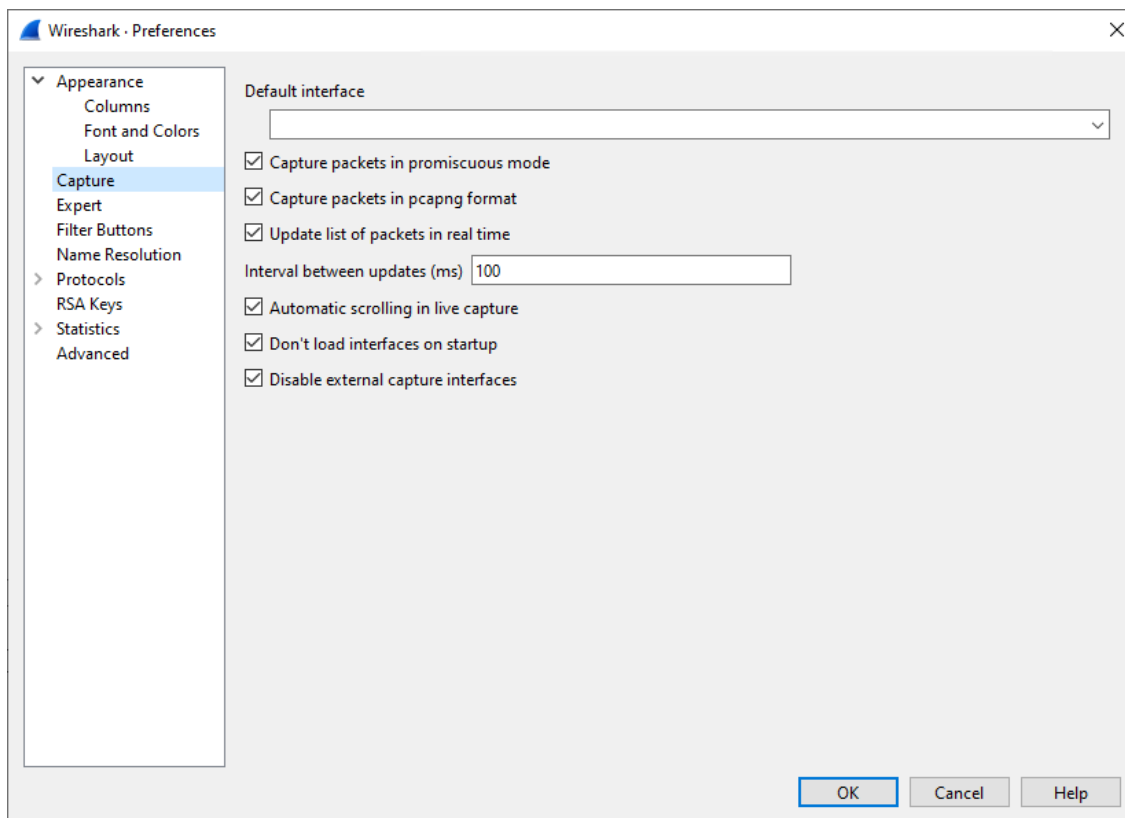 Wireshark · Preferences
Appearance
Columns
Font and Colors
Layout
Capture
Expert
Filter Buttons
Name Resolution
Protocols
RSA Keys
Statistics
Advanced
Default interface
Capture packets in promiscuous mode
Capture packets in pcapng format
Update list of packets in real time
Interval between updates (ms) 100
Automatic scrolling in live capture
Don't load interfaces on startup
Disable external capture interfaces
OK Cancel Help